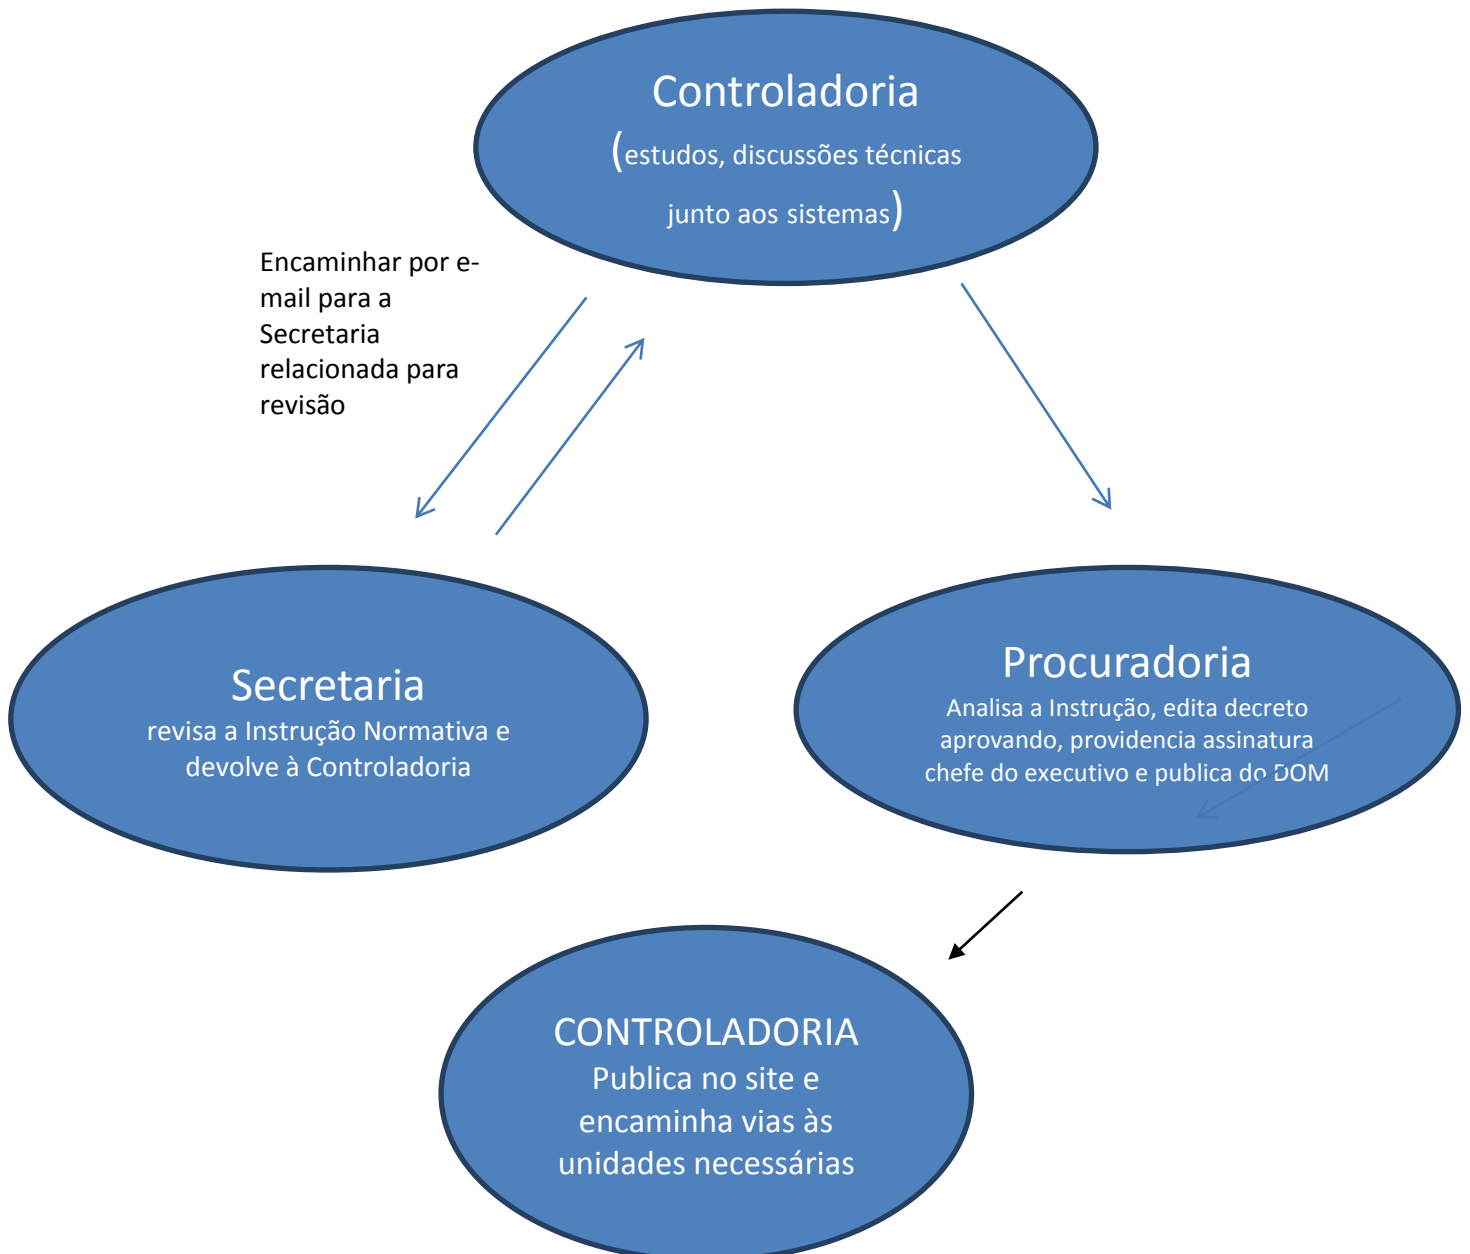 Controladoria
(estudos, discussões técnicas
junto aos sistemas)
Encaminhar por e-
mail para a
Secretaria
relacionada para
revisão
Secretaria
revisa a Instrução Normativa e
devolve à Controladoria
Procuradoria
Analisa a Instrução, edita decreto
aprovando, providencia assinatura
chefe do executivo e publica do DOM
CONTROLADORIA
Publica no site e
encaminha vias às
unidades necessárias